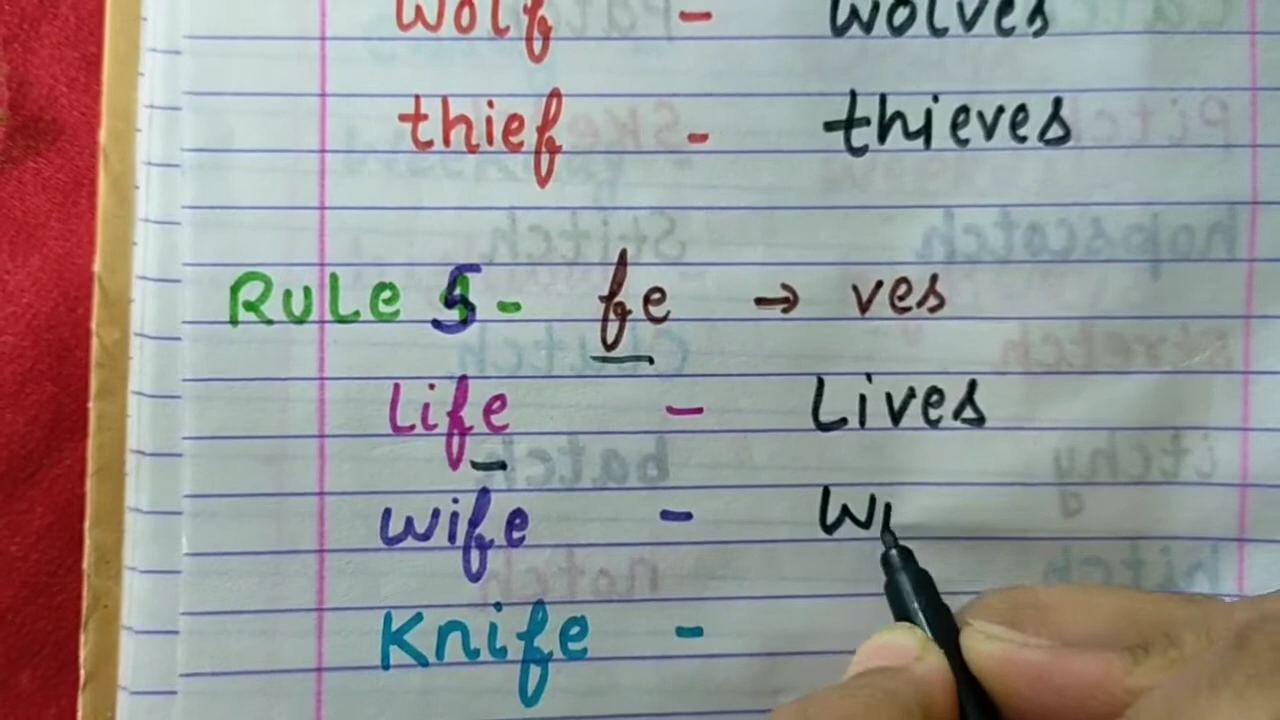 wolf - wolves
thief - thieves
RULE 5 - fe → ves
Life - Lives
wife - wi
Knife -